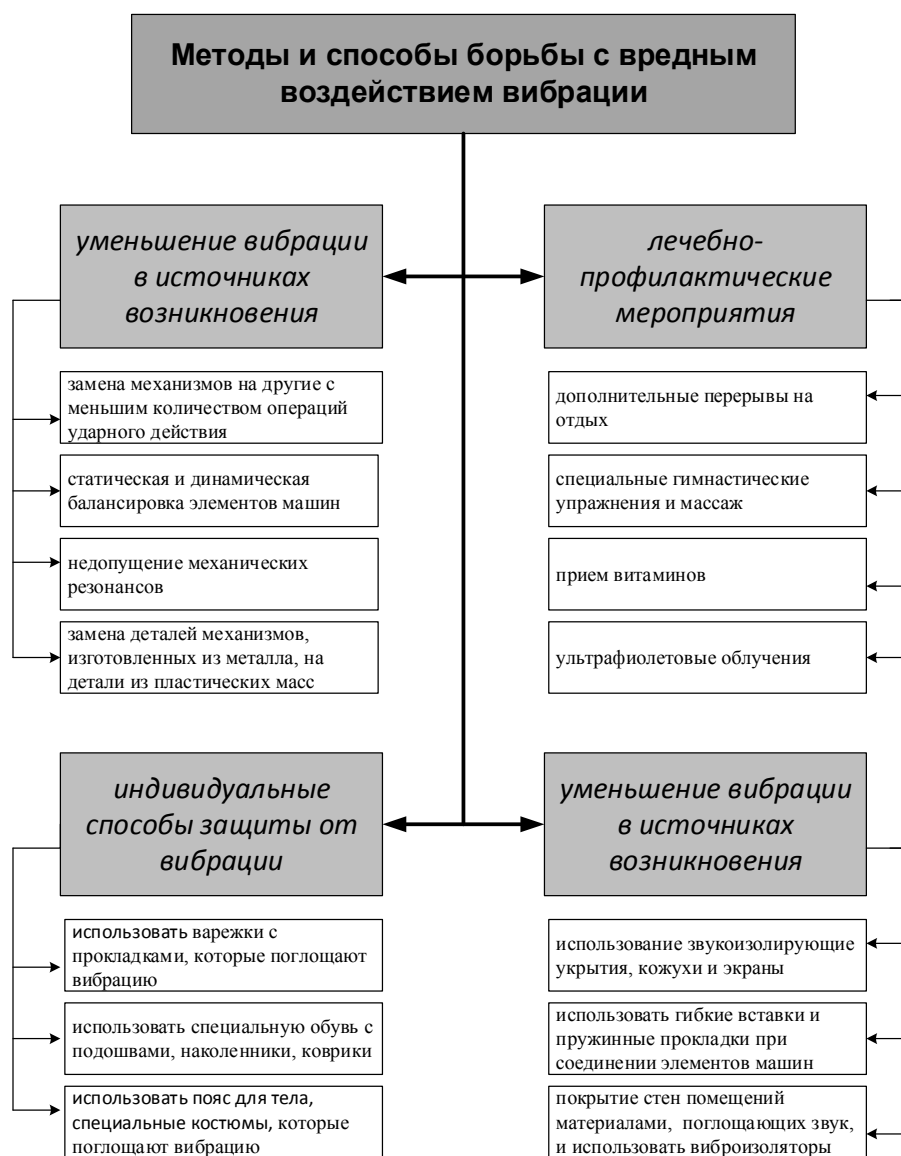 Методы и способы борьбы с вредным
воздействием вибрации
уменьшение вибрации
в источниках
возникновения
замена механизмов на другие с
меньшим количеством операций
ударного действия
статическая и динамическая
балансировка элементов машин
недопущение механических
резонансов
замена деталей механизмов,
изготовленных из металла, на
детали из пластических масс
лечебно-
профилактические
мероприятия
дополнительные перерывы на
отдых
специальные гимнастические
упражнения и массаж
прием витаминов
ультрафиолетовые облучения
индивидуальные
способы защиты от
вибрации
использовать варежки с
прокладками, которые поглощают
вибрацию
использовать специальную обувь с
подошвами, наколенники, коврики
использовать пояс для тела,
специальные костюмы, которые
поглощают вибрацию
уменьшение вибрации
в источниках
возникновения
использование звукоизолирующие
укрытия, кожухи и экраны
использовать гибкие вставки и
пружинные прокладки при
соединении элементов машин
покрытие стен помещений
материалами, поглощающих звук,
и использовать виброизоляторы